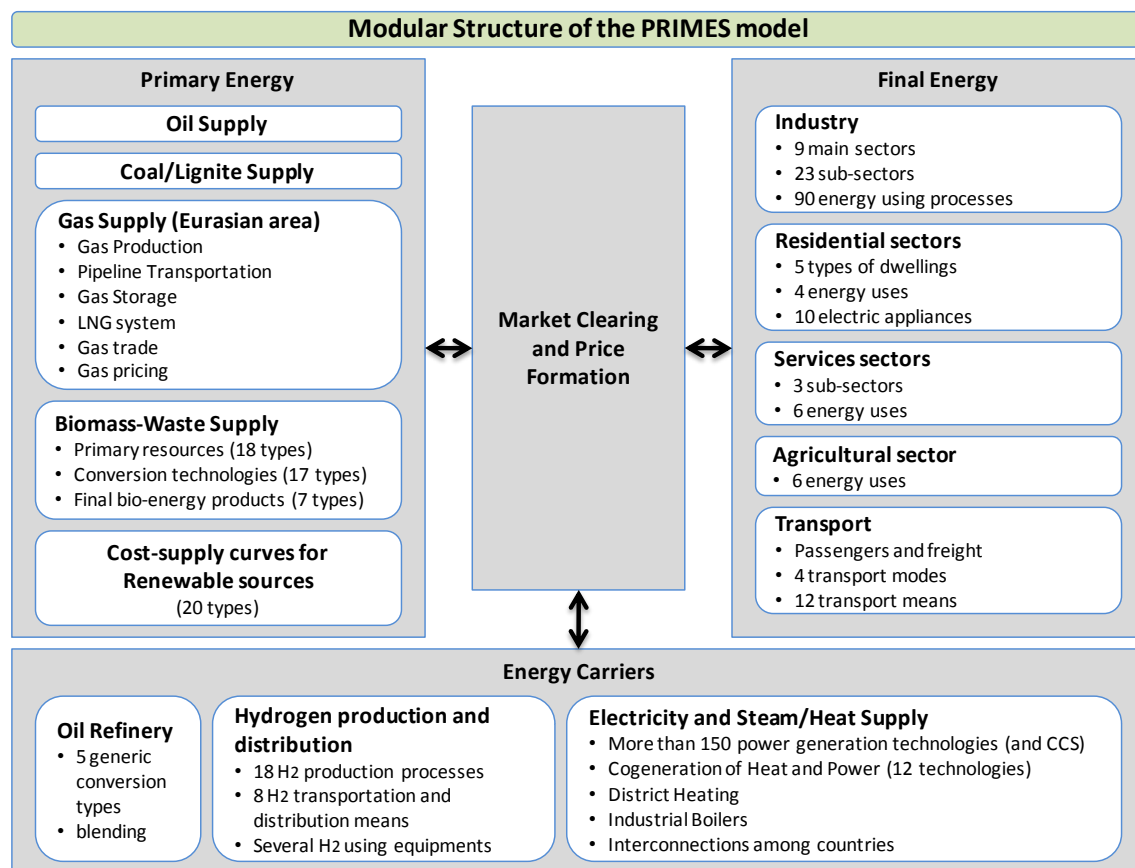 Modular Structure of the PRIMES model
Primary Energy
Oil Supply
Coal/Lignite Supply
Gas Supply (Eurasian area)
• Gas Production
• Pipeline Transportation
• Gas Storage
• LNG system
• Gas trade
• Gas pricing
Biomass-Waste Supply
• Primary resources (18 types)
• Conversion technologies (17 types)
• Final bio-energy products (7 types)
Cost-supply curves for
Renewable sources
(20 types)
Market Clearing
and Price
Formation
Final Energy
Industry
• 9 main sectors
• 23 sub-sectors
• 90 energy using processes
Residential sectors
• 5 types of dwellings
• 4 energy uses
• 10 electric appliances
Services sectors
• 3 sub-sectors
• 6 energy uses
Agricultural sector
• 6 energy uses
Transport
• Passengers and freight
• 4 transport modes
• 12 transport means
Energy Carriers
Oil Refinery
• 5 generic
conversion
types
• blending
Hydrogen production and
distribution
• 18 H2 production processes
• 8 H2 transportation and
distribution means
• Several H2 using equipments
Electricity and Steam/Heat Supply
• More than 150 power generation technologies (and CCS)
• Cogeneration of Heat and Power (12 technologies)
• District Heating
• Industrial Boilers
• Interconnections among countries